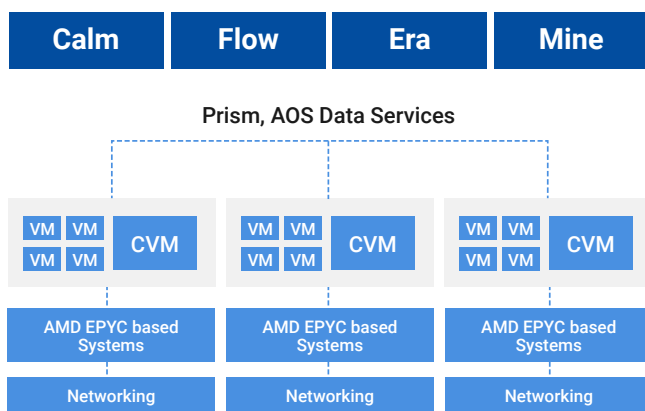 Calm Flow Era Mine
Prism, AOS Data Services
VM VM VM VM VM VM
CVM CVM CVM
VM VM VM VM VM VM
AMD EPYC based AMD EPYC based AMD EPYC based
Systems Systems Systems
Networking Networking Networking